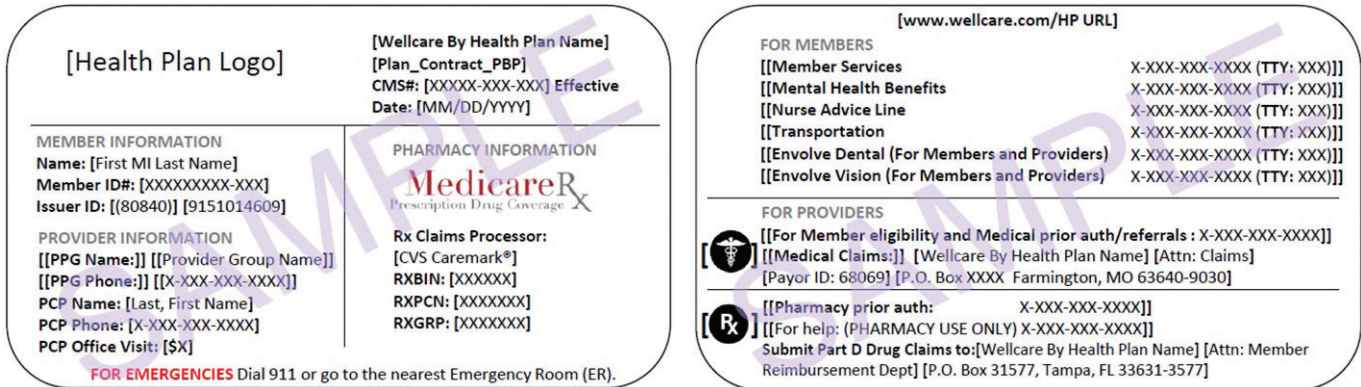 [Health Plan Logo]
[Wellcare By Health Plan Name]
[Plan_Contract_PBP]
CMS#: [XXXXX-XXX-XXX] Effective
Date: [MM/DD/YYYY]
MEMBER INFORMATION
Name: [First MI Last Name]
Member ID#: [XXXXXXXXX-XXX]
Issuer ID: [(80840)] [9151014609]
PROVIDER INFORMATION
[[PPG Name:]] [[Provider Group Name]]
[[PPG Phone:]] [[X-XXX-XXX-XXXX]]
PCP Name: [Last, First Name]
PCP Phone: [X-XXX-XXX-XXXX]
PCP Office Visit: [$X]
PHARMACY INFORMATION
MedicareRx
Prescription Drug Coverage
Rx Claims Processor:
[CVS Caremark®]
RXBIN: [XXXXXX]
RXPCN: [XXXXXXX]
RXGRP: [XXXXXXX]
FOR EMERGENCIES Dial 911 or go to the nearest Emergency Room (ER).
SAMPLE
[www.wellcare.com/HP URL]
FOR MEMBERS
[[Member Services X-XXX-XXX-XXXX (TTY: XXX)]]
[[Mental Health Benefits X-XXX-XXX-XXXX (TTY: XXX)]]
[[Nurse Advice Line X-XXX-XXX-XXXX (TTY: XXX)]]
[[Transportation X-XXX-XXX-XXXX (TTY: XXX)]]
[[Envolve Dental (For Members and Providers) X-XXX-XXX-XXXX (TTY: XXX)]]
[[Envolve Vision (For Members and Providers) X-XXX-XXX-XXXX (TTY: XXX)]]
FOR PROVIDERS
[[For Member eligibility and Medical prior auth/referrals : X-XXX-XXX-XXXX]]
[[Medical Claims:]] [Wellcare By Health Plan Name] [Attn: Claims]
[Payor ID: 68069] [P.O. Box XXXX Farmington, MO 63640-9030]
[Rx]
[[Pharmacy prior auth: X-XXX-XXX-XXXX]]
[[For help: (PHARMACY USE ONLY) X-XXX-XXX-XXXX]]
Submit Part D Drug Claims to:[Wellcare By Health Plan Name] [Attn: Member
Reimbursement Dept] [P.O. Box 31577, Tampa, FL 33631-3577]
SAMPLE